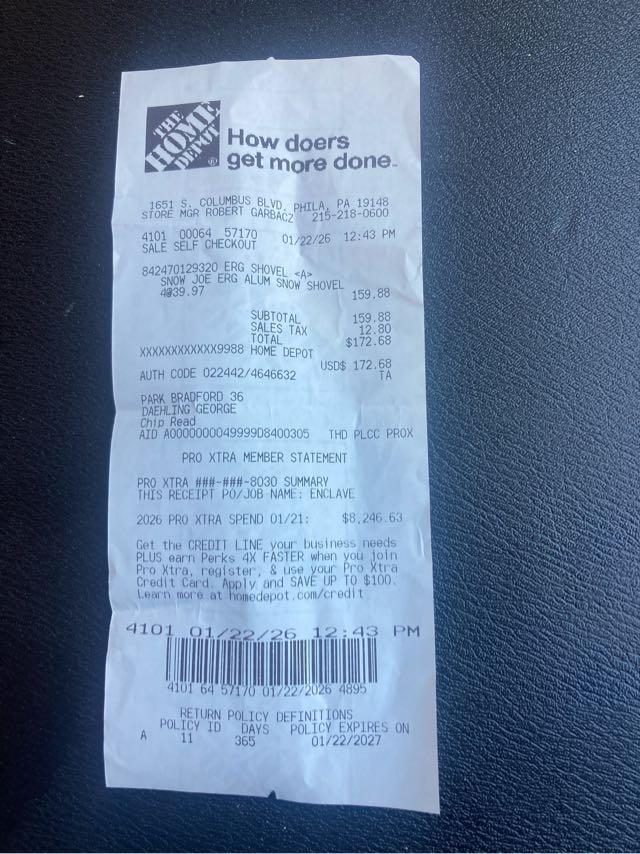 THE
HOME
DEPOT
®
How doers
get more done.
1651 S. COLUMBUS BLVD, PHILA, PA 19148
STORE MGR ROBERT GARBACZ 215-218-0600
4101 00064 57170 01/22/26 12:43 PM
SALE SELF CHECKOUT
842470129320 ERG SHOVEL <A>
SNOW JOE ERG ALUM SNOW SHOVEL
4@39.97 159.88
SUBTOTAL 159.88
SALES TAX 12.80
TOTAL $172.68
XXXXXXXXXXXX9988 HOME DEPOT
USD$ 172.68
AUTH CODE 022442/4646632 TA
PARK BRADFORD 36
DAEHLING GEORGE
Chip Read
AID A0000000049999D8400305 THD PLCC PROX
PRO XTRA MEMBER STATEMENT
PRO XTRA ###-###-8030 SUMMARY
THIS RECEIPT PO/JOB NAME: ENCLAVE
2026 PRO XTRA SPEND 01/21: $8,246.63
Get the CREDIT LINE your business needs
PLUS earn Perks 4X FASTER when you join
Pro Xtra, register, & use your Pro Xtra
Credit Card. Apply and SAVE UP TO $100.
Learn more at homedepot.com/credit
4101 01/22/26 12:43 PM
4101 64 57170 01/22/2026 4895
RETURN POLICY DEFINITIONS
POLICY ID DAYS POLICY EXPIRES ON
A 11 365 01/22/2027